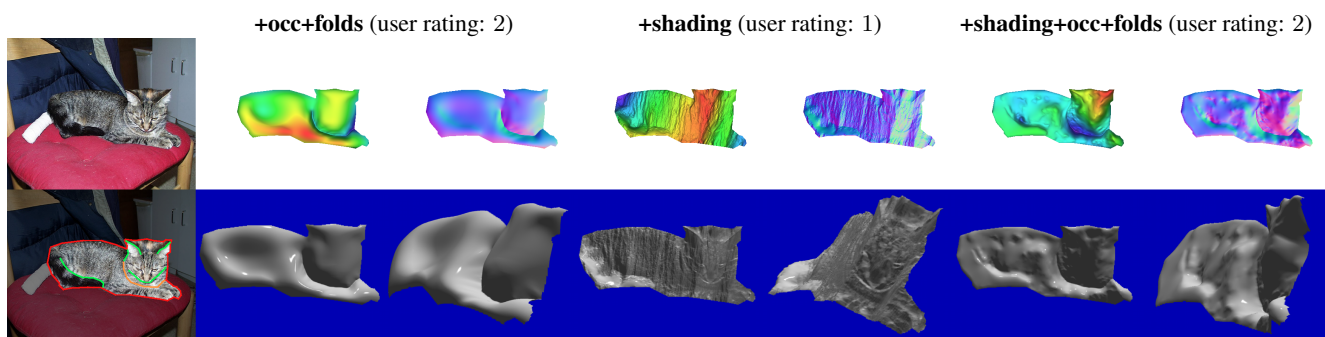 +occ+folds (user rating: 2) +shading (user rating: 1) +shading+occ+folds (user rating: 2)